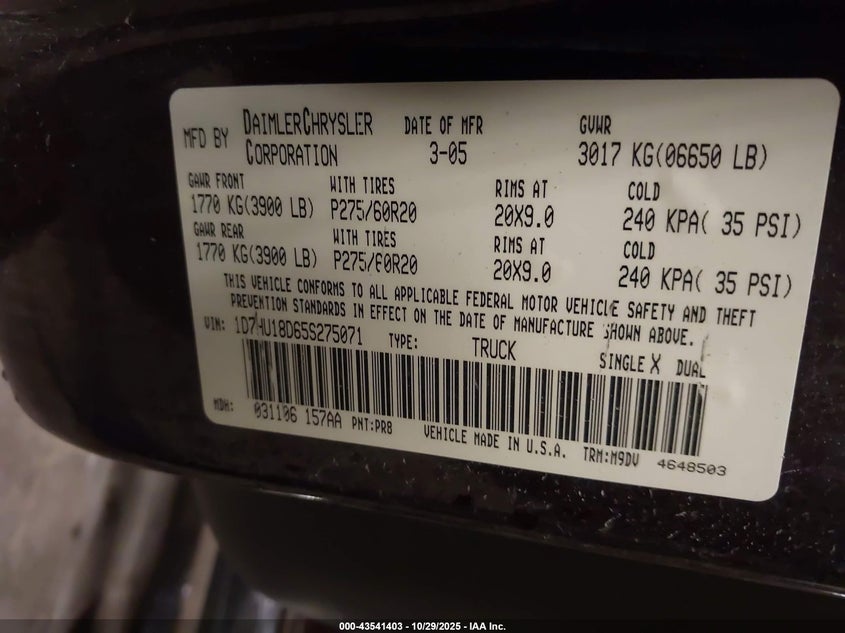 MFD BY DAIMLERCHRYSLER CORPORATION DATE OF MFR 3-05 GVWR 3017 KG(06650 LB)
GAWR FRONT WITH TIRES RIMS AT COLD
1770 KG(3900 LB) P275/60R20 20X9.0 240 KPA( 35 PSI)
GAWR REAR WITH TIRES RIMS AT COLD
1770 KG(3900 LB) P275/60R20 20X9.0 240 KPA( 35 PSI)
THIS VEHICLE CONFORMS TO ALL APPLICABLE FEDERAL MOTOR VEHICLE SAFETY AND THEFT
PREVENTION STANDARDS IN EFFECT ON THE DATE OF MANUFACTURE SHOWN ABOVE.
VIN: 1D7HU18D65S275071 TYPE: TRUCK SINGLE X DUAL
MDH: 031106 157AA PNT:PR8 VEHICLE MADE IN U.S.A. TRM:M9DV 4648503
000-43541403 - 10/29/2025 - IAA Inc.